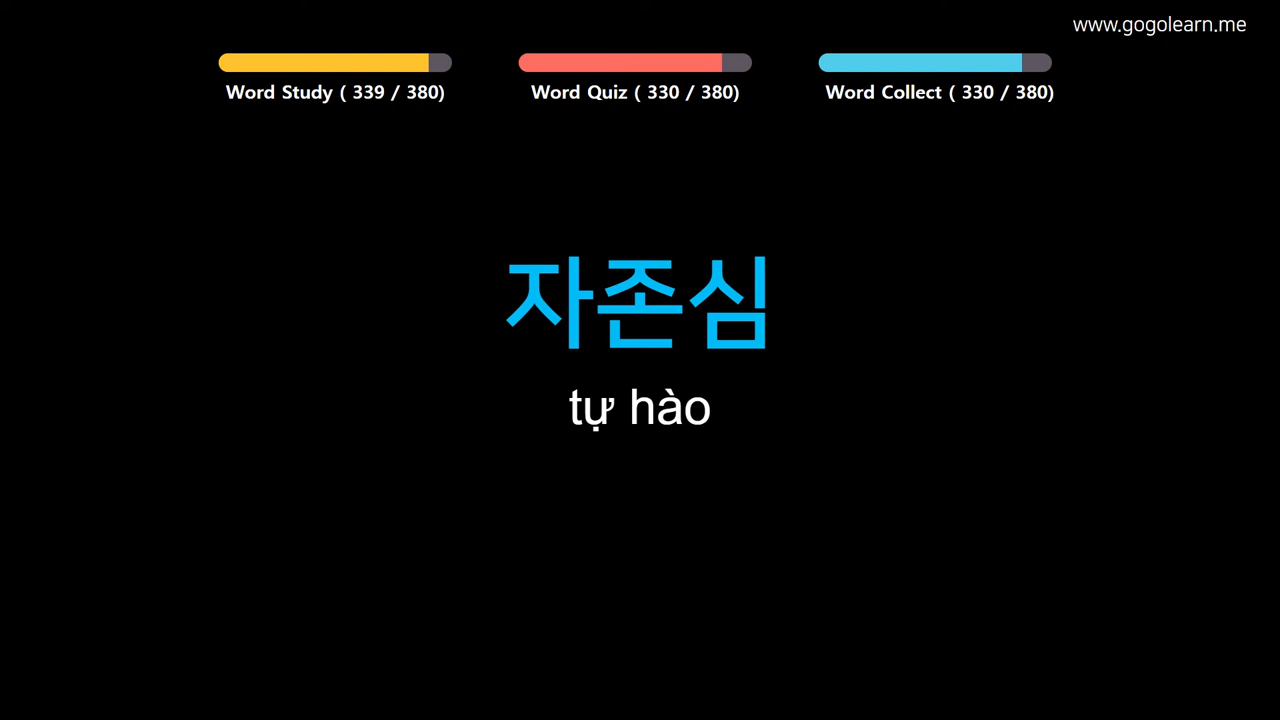 www.gogolearn.me
Word Study ( 339 / 380)
Word Quiz ( 330 / 380)
Word Collect ( 330 / 380)
자존심
tự hào